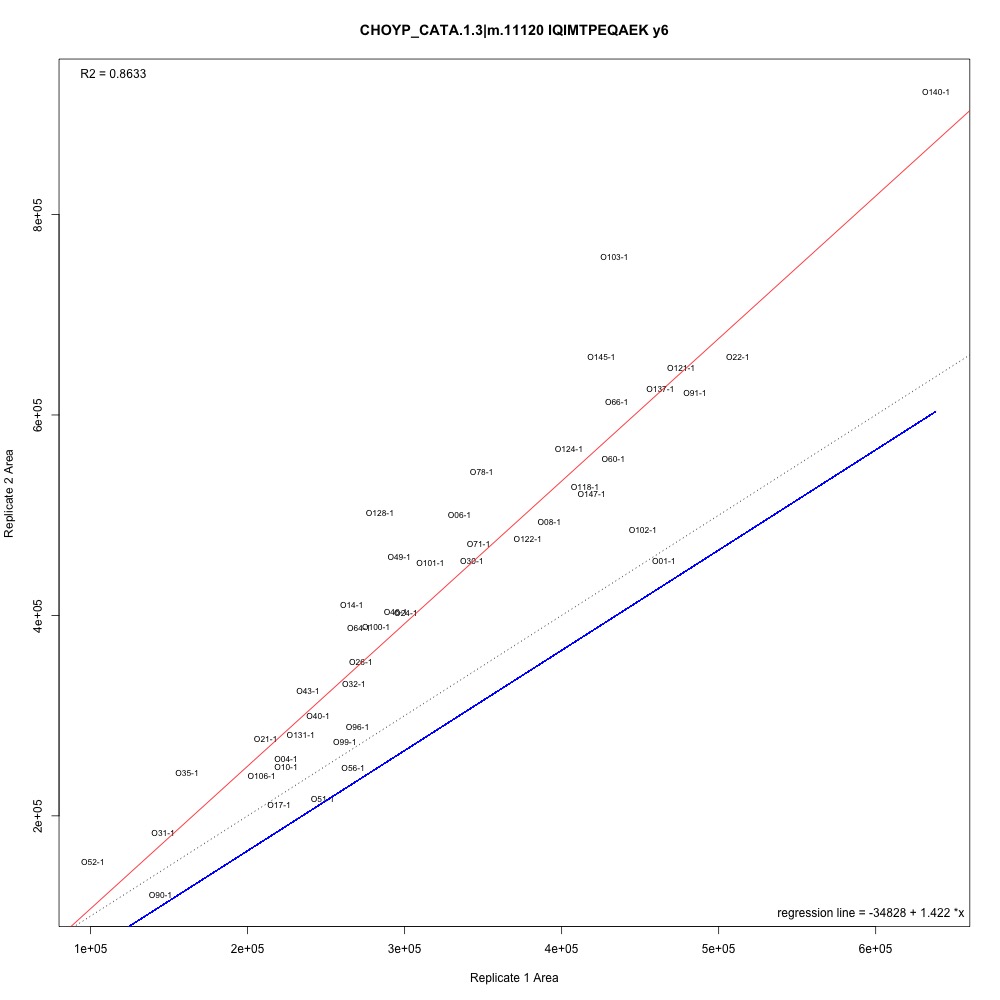 CHOYP_CATA.1.3|m.11120 IQIMTPEQAEK y6
R2 = 0.8633
O140-1
O103-1
O145-1
O22-1
O121-1
O137-1
O91-1
O66-1
O124-1
O60-1
O78-1
O118-1
O147-1
O128-1
O06-1
O08-1
O102-1
O122-1
O71-1
O49-1
O101-1
O30-1
O01-1
O14-1
O24-1
O64-1
O100-1
O26-1
O32-1
O43-1
O40-1
O96-1
O131-1
O21-1
O99-1
O04-1
O10-1
O56-1
O35-1
O106-1
O51-1
O17-1
O31-1
O52-1
O90-1
regression line = -34828 + 1.422 *x
8e+05
6e+05
4e+05
2e+05
Replicate 2 Area
1e+05 2e+05 3e+05 4e+05 5e+05 6e+05
Replicate 1 Area